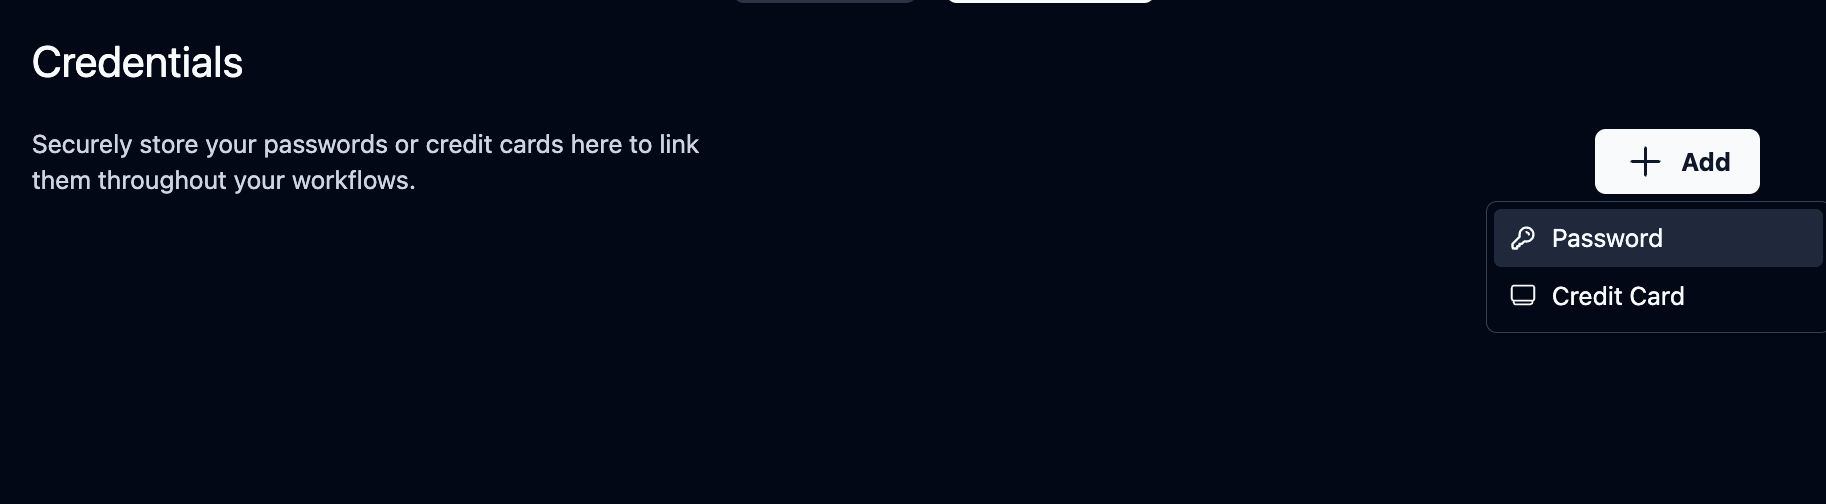 Credentials
Securely store your passwords or credit cards here to link
them throughout your workflows.
Add
Password
Credit Card